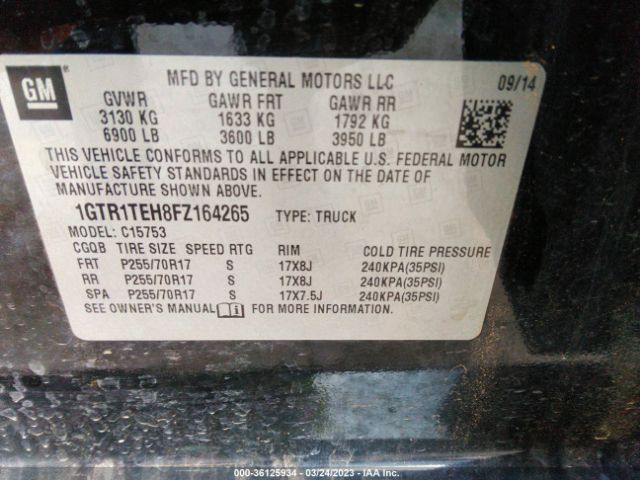 GM®
MFD BY GENERAL MOTORS LLC 09/14
GVWR GAWR FRT GAWR RR
3130 KG 1633 KG 1792 KG
6900 LB 3600 LB 3950 LB
THIS VEHICLE CONFORMS TO ALL APPLICABLE U.S. FEDERAL MOTOR
VEHICLE SAFETY STANDARDS IN EFFECT ON THE DATE OF
MANUFACTURE SHOWN ABOVE.
1GTR1TEH8FZ164265 TYPE: TRUCK
MODEL: C15753
CGQB TIRE SIZE SPEED RTG RIM COLD TIRE PRESSURE
FRT P255/70R17 S 17X8J 240KPA(35PSI)
RR P255/70R17 S 17X8J 240KPA(35PSI)
SPA P255/70R17 S 17X7.5J 240KPA(35PSI)
SEE OWNER'S MANUAL FOR MORE INFORMATION
000-36125934 - 03/24/2023 - IAA Inc.